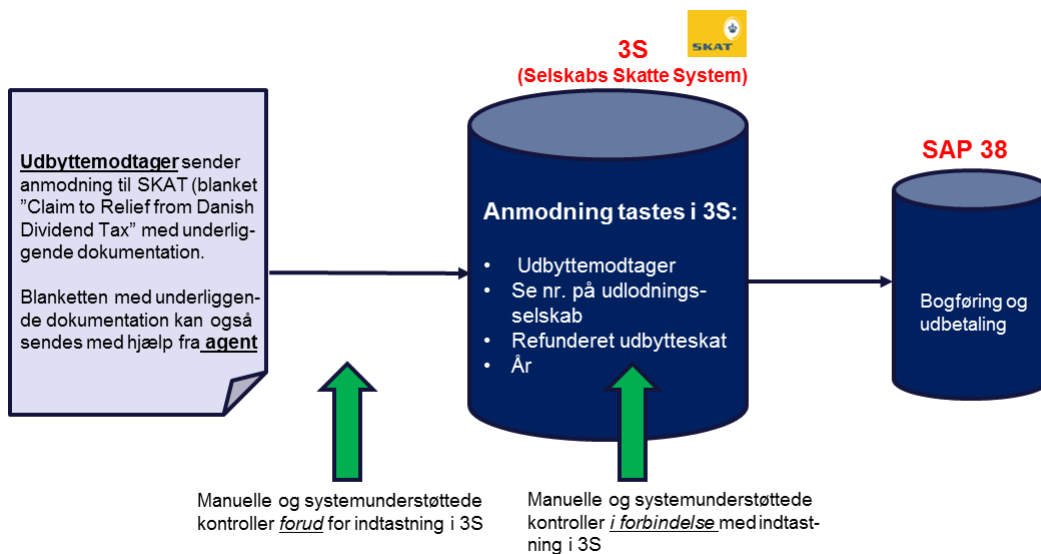 3S
(Selskabs Skatte System)
SKAT
Udbyttemodtager sender
anmodning til SKAT (blanket
”Claim to Relief from Danish
Dividend Tax” med underlig-
gende dokumentation.
Blanketten med underliggen-
de dokumentation kan også
sendes med hjælp fra agent
Anmodning tastes i 3S:
• Udbyttemodtager
• Se nr. på udlodnings-
selskab
• Refunderet udbytteskat
• År
SAP 38
Bogføring og
udbetaling
Manuelle og systemunderstøttede
kontroller forud for indtastning i 3S
Manuelle og systemunderstøttede
kontroller i forbindelse med indtast-
ning i 3S